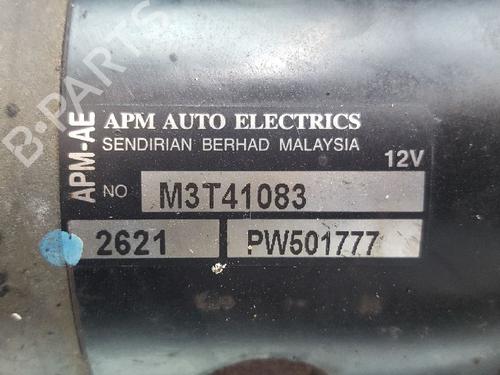 APM-AE
APM AUTO ELECTRICS
SENDIRIAN BERHAD MALAYSIA
12V
NO M3T41083
2621 PW501777
B-PARTS